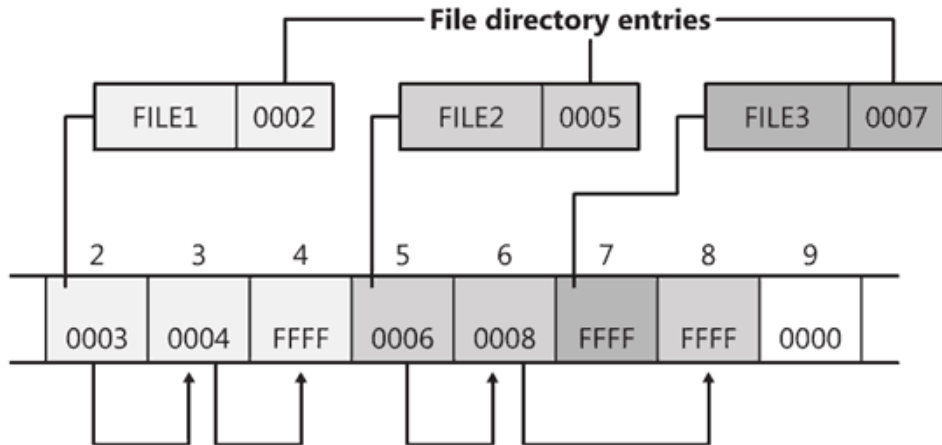 File directory entries
FILE1 0002 FILE2 0005 FILE3 0007
2 3 4 5 6 7 8 9
0003 0004 FFFF 0006 0008 FFFF FFFF 0000